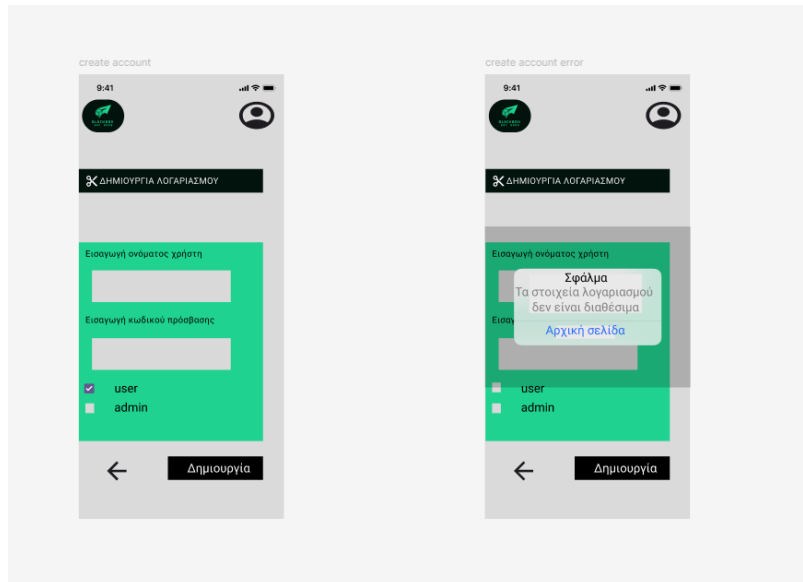 create account
9:41
ΔΗΜΙΟΥΡΓΙΑ ΛΟΓΑΡΙΑΣΜΟΥ
Εισαγωγή ονόματος χρήστη
Εισαγωγή κωδικού πρόσβασης
user
admin
Δημιουργία
create account error
9:41
ΔΗΜΙΟΥΡΓΙΑ ΛΟΓΑΡΙΑΣΜΟΥ
Εισαγωγή ονόματος χρήστη
Σφάλμα
Τα στοιχεία λογαριασμού
δεν είναι διαθέσιμα
Αρχική σελίδα
user
admin
Δημιουργία